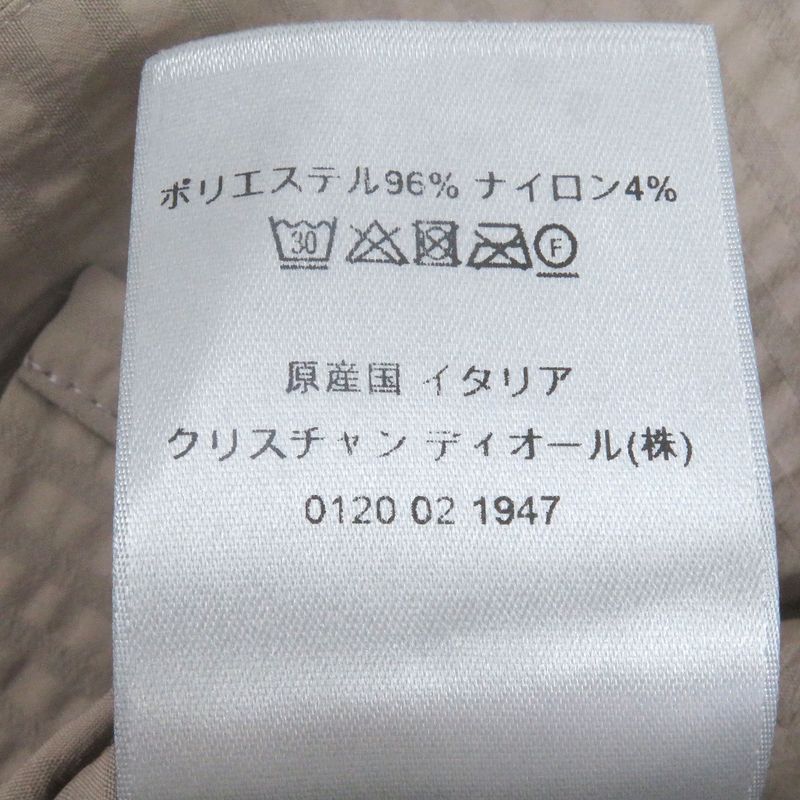 ポリエステル96% ナイロン4%
30 F
原産国 イタリア
クリスチャン ディオール(株)
0120 02 1947